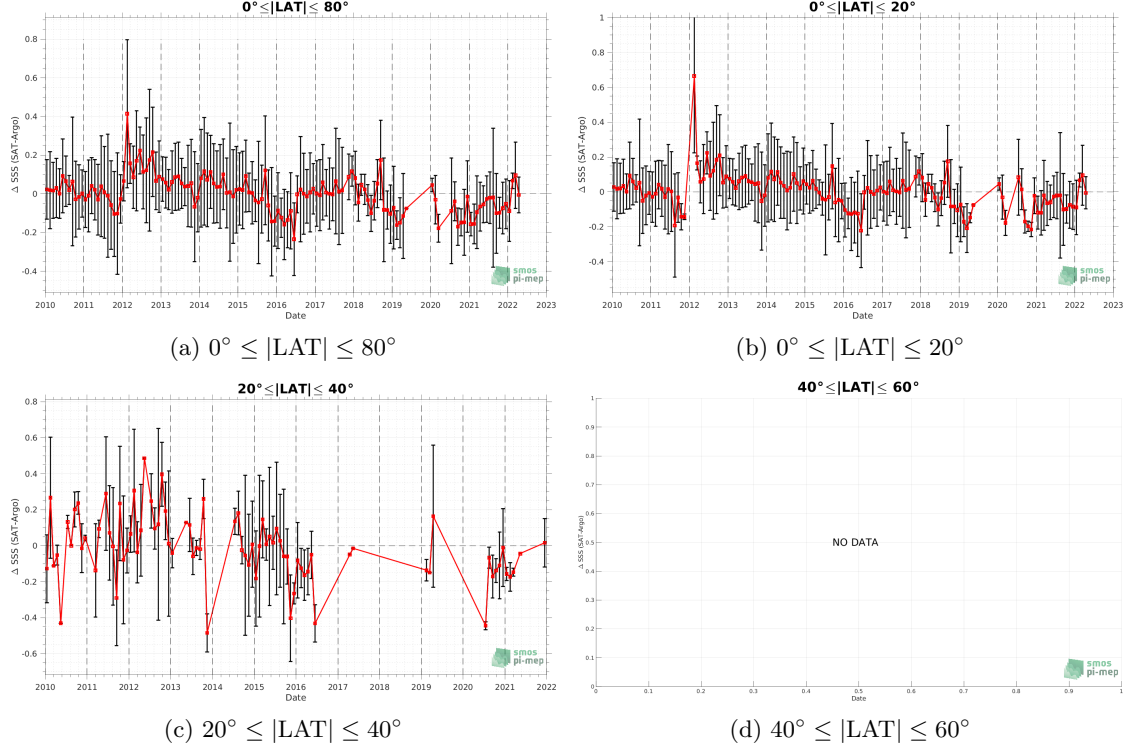 0°≤|LAT|≤ 80°
Δ SSS (SAT-Argo)
0.8
0.6
0.4
0.2
0
-0.2
-0.4
2010 2011 2012 2013 2014 2015 2016 2017 2018 2019 2020 2021 2022 2023
Date
smos
pi-mep
(a) 0° ≤ |LAT| ≤ 80°
0°≤|LAT|≤ 20°
Δ SSS (SAT-Argo)
1
0.8
0.6
0.4
0.2
0
-0.2
-0.4
2010 2011 2012 2013 2014 2015 2016 2017 2018 2019 2020 2021 2022 2023
Date
smos
pi-mep
(b) 0° ≤ |LAT| ≤ 20°
20°≤|LAT|≤ 40°
Δ SSS (SAT-Argo)
0.8
0.6
0.4
0.2
0
-0.2
-0.4
-0.6
2010 2011 2012 2013 2014 2015 2016 2017 2018 2019 2020 2021 2022
Date
smos
pi-mep
(c) 20° ≤ |LAT| ≤ 40°
40°≤|LAT|≤ 60°
Δ SSS (SAT-Argo)
1
0.9
0.8
0.7
0.6
0.5
0.4
0.3
0.2
0.1
0
NO DATA
0 0.1 0.2 0.3 0.4 0.5 0.6 0.7 0.8 0.9 1
Date
smos
pi-mep
(d) 40° ≤ |LAT| ≤ 60°